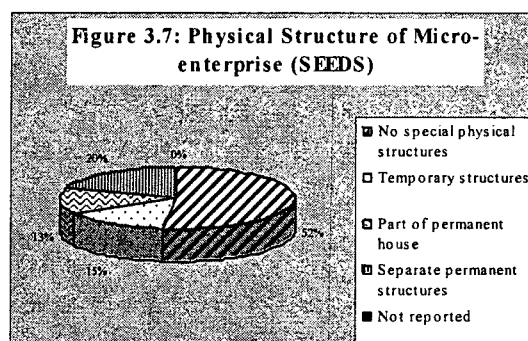 Figure 3.7: Physical Structure of Micro-
enterprise (SEEDS)
20%
0%
13%
15%
52%
No special physical
structures
Temporary structures
Part of permanent
house
Separate permanent
structures
Not reported